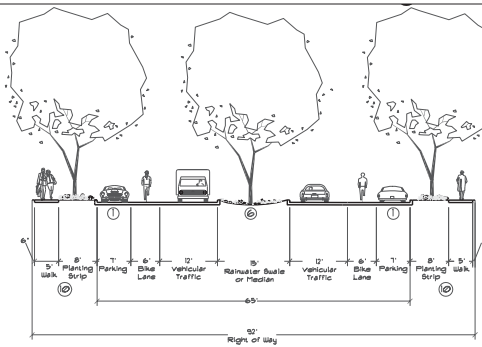 1
6
1
6"
5' Walk
8' Planting Strip
7' Parking
6' Bike Lane
12' Vehicular Traffic
15' Rainwater Swale or Median
12' Vehicular Traffic
6' Bike Lane
7' Parking
8' Planting Strip
5' Walk
10
10
65'
92'
Right of Way